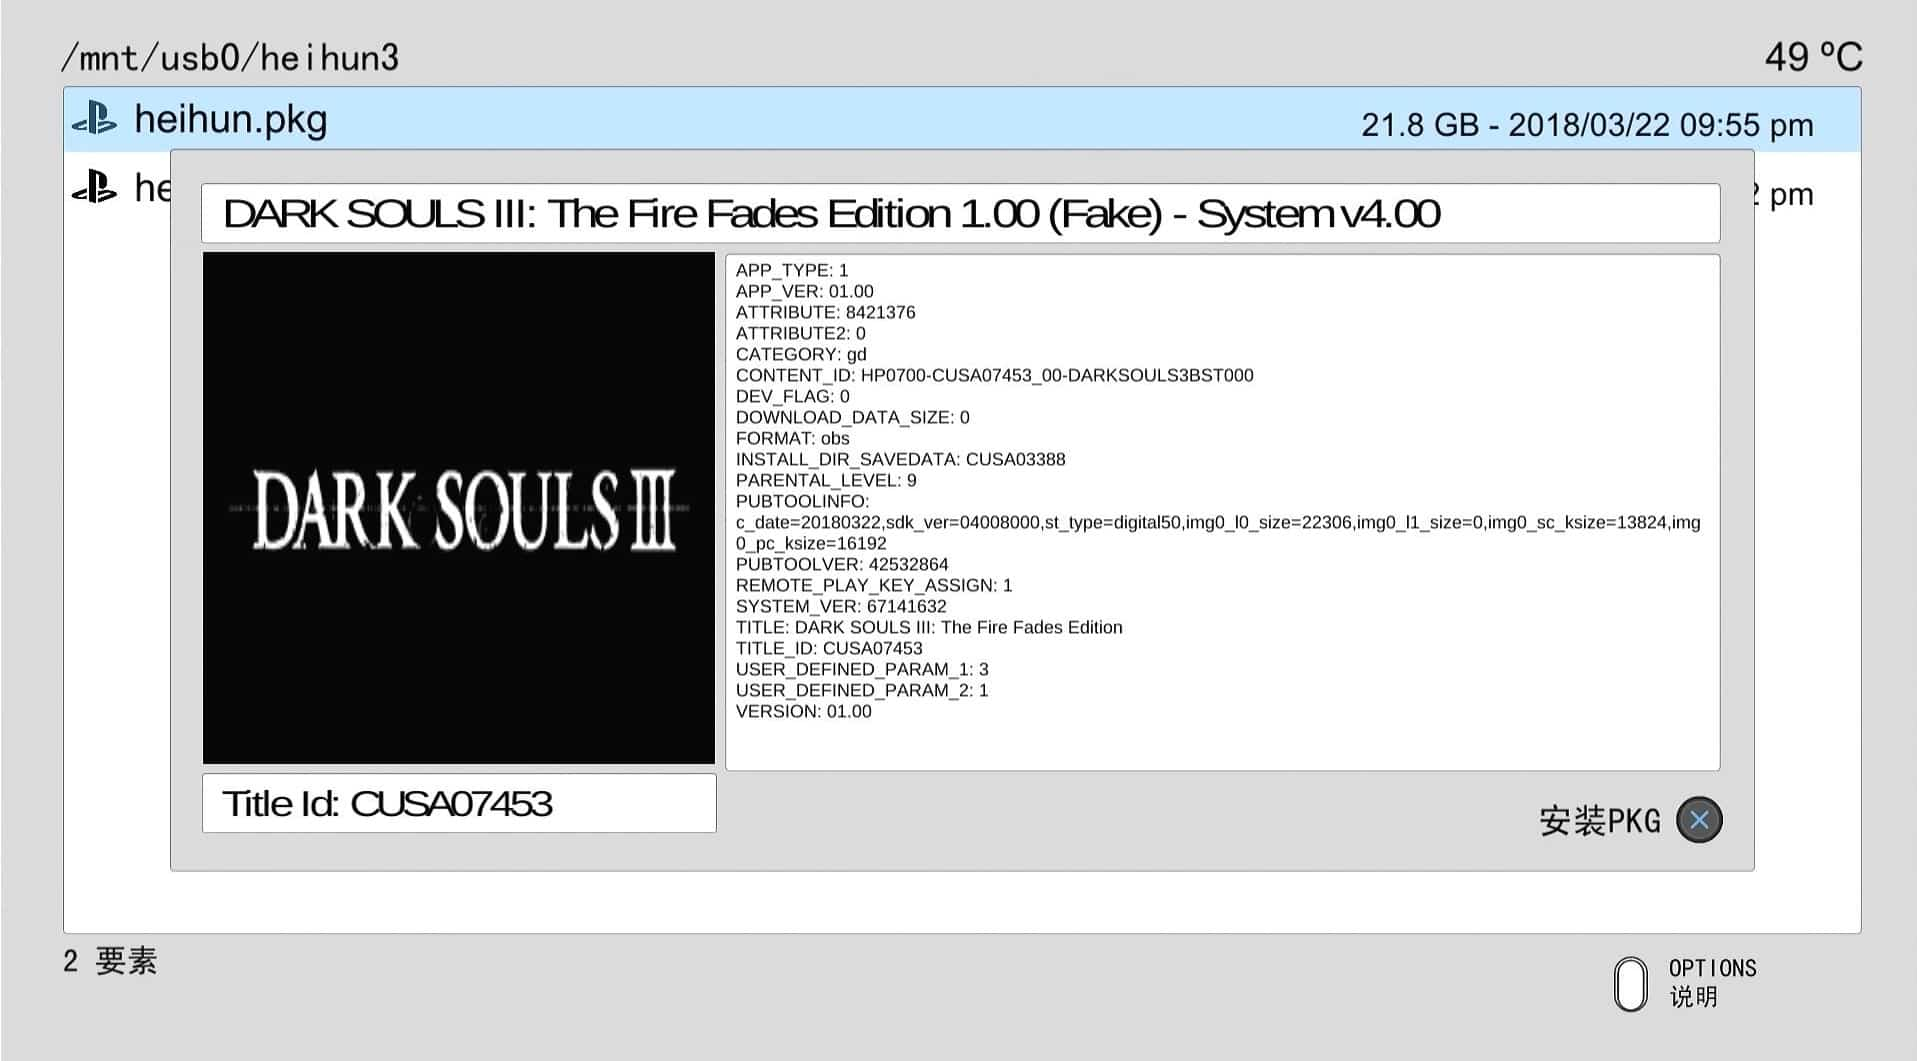 /mnt/usb0/heihun3
49 ºC
heihun.pkg
21.8 GB - 2018/03/22 09:55 pm
he
2 pm
DARK SOULS III: The Fire Fades Edition 1.00 (Fake) - System v4.00
DARK SOULS III
APP_TYPE: 1
APP_VER: 01.00
ATTRIBUTE: 8421376
ATTRIBUTE2: 0
CATEGORY: gd
CONTENT_ID: HP0700-CUSA07453_00-DARKSOULS3BST000
DEV_FLAG: 0
DOWNLOAD_DATA_SIZE: 0
FORMAT: obs
INSTALL_DIR_SAVEDATA: CUSA03388
PARENTAL_LEVEL: 9
PUBTOOLINFO:
c_date=20180322,sdk_ver=04008000,st_type=digital50,img0_l0_size=22306,img0_l1_size=0,img0_sc_ksize=13824,img
0_pc_ksize=16192
PUBTOOLVER: 42532864
REMOTE_PLAY_KEY_ASSIGN: 1
SYSTEM_VER: 67141632
TITLE: DARK SOULS III: The Fire Fades Edition
TITLE_ID: CUSA07453
USER_DEFINED_PARAM_1: 3
USER_DEFINED_PARAM_2: 1
VERSION: 01.00
Title Id: CUSA07453
安装PKG
2 要素
OPTIONS
说明